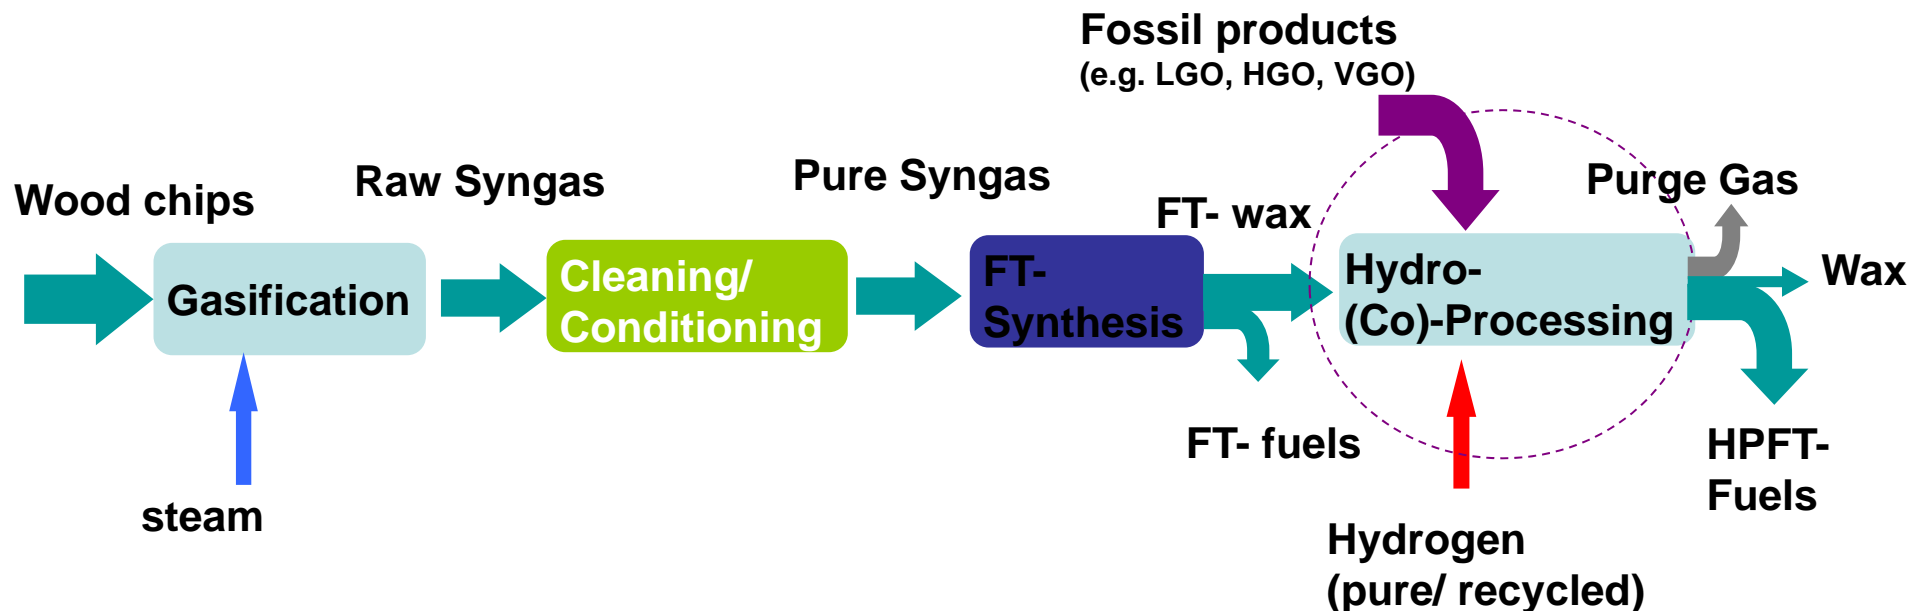 Fossil products
(e.g. LGO, HGO, VGO)
Wood chips
Raw Syngas
Pure Syngas
FT- wax
Purge Gas
Gasification
Cleaning/
Conditioning
FT-
Synthesis
Hydro-
(Co)-Processing
Wax
steam
FT- fuels
HPFT-
Fuels
Hydrogen
(pure/ recycled)